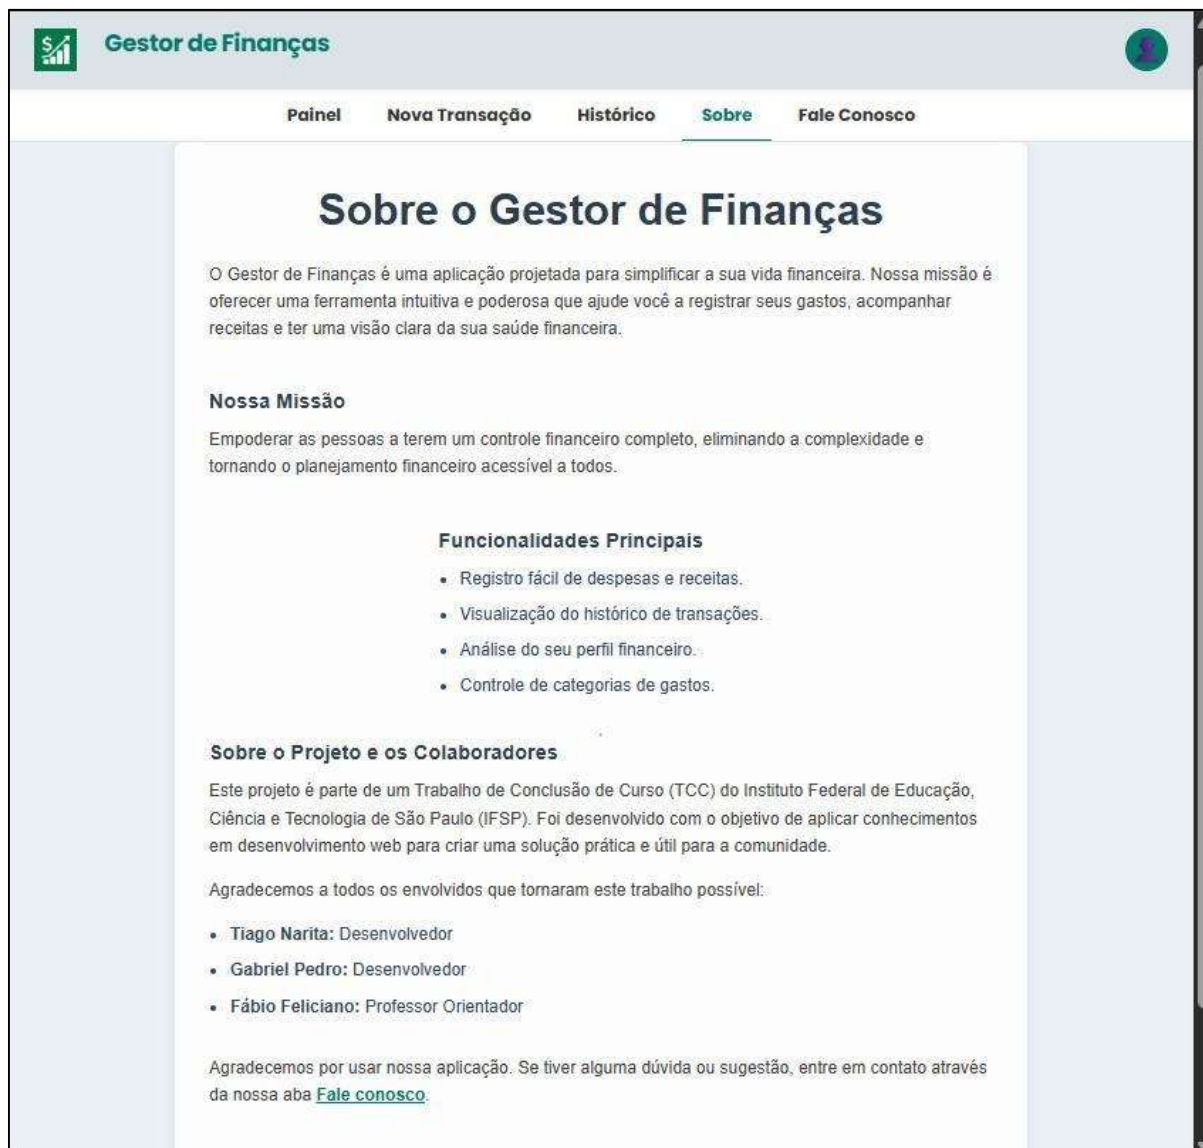 $
Gestor de Finanças
Painel Nova Transação Histórico Sobre Fale Conosco
Sobre o Gestor de Finanças
O Gestor de Finanças é uma aplicação projetada para simplificar a sua vida financeira. Nossa missão é
oferecer uma ferramenta intuitiva e poderosa que ajude você a registrar seus gastos, acompanhar
receitas e ter uma visão clara da sua saúde financeira.
Nossa Missão
Empoderar as pessoas a terem um controle financeiro completo, eliminando a complexidade e
tornando o planejamento financeiro acessível a todos.
Funcionalidades Principais
• Registro fácil de despesas e receitas.
• Visualização do histórico de transações.
• Análise do seu perfil financeiro.
• Controle de categorias de gastos.
Sobre o Projeto e os Colaboradores
Este projeto é parte de um Trabalho de Conclusão de Curso (TCC) do Instituto Federal de Educação,
Ciência e Tecnologia de São Paulo (IFSP). Foi desenvolvido com o objetivo de aplicar conhecimentos
em desenvolvimento web para criar uma solução prática e útil para a comunidade.
Agradecemos a todos os envolvidos que tornaram este trabalho possível:
• Tiago Narita: Desenvolvedor
• Gabriel Pedro: Desenvolvedor
• Fábio Feliciano: Professor Orientador
Agradecemos por usar nossa aplicação. Se tiver alguma dúvida ou sugestão, entre em contato através
da nossa aba Fale conosco.